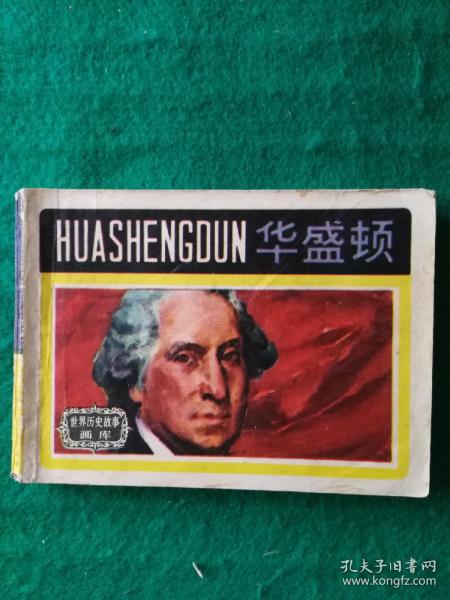 HUASHENGDUN 华盛顿
世界历史故事
画库
孔夫子旧书网
www.kongfz.com